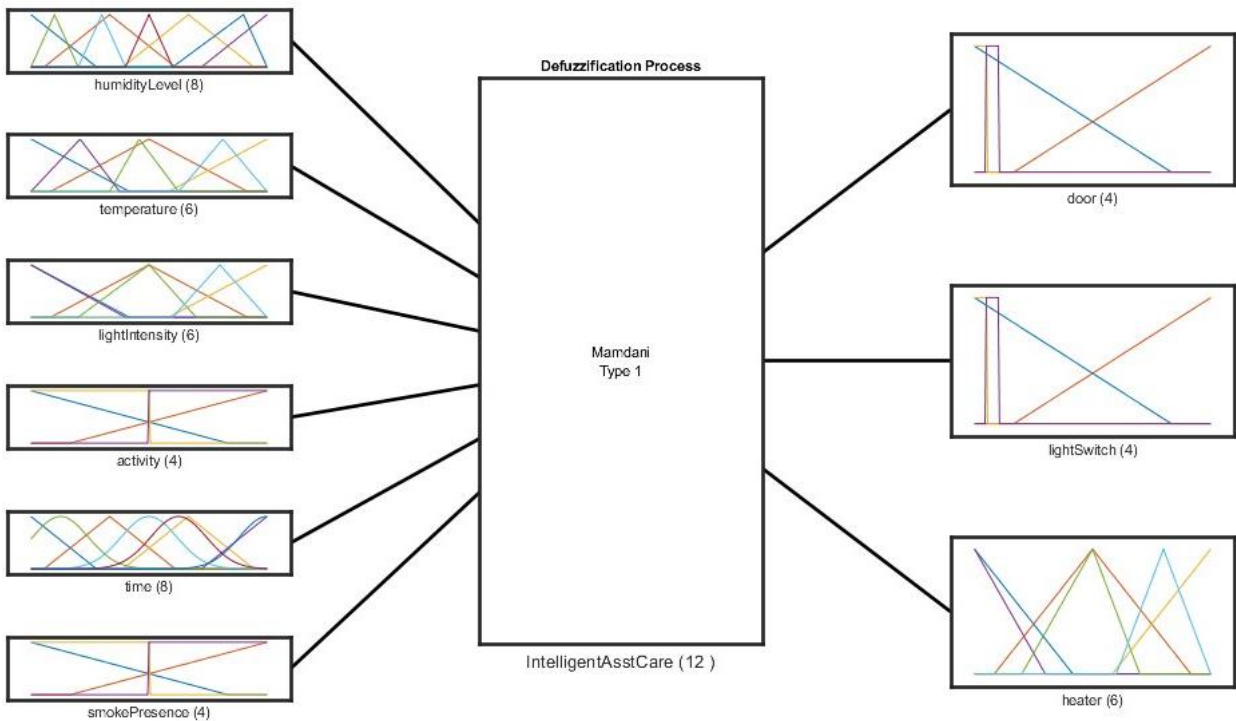 humidityLevel (8)
temperature (6)
lightIntensity (6)
activity (4)
time (8)
smokePresence (4)
Defuzzification Process
Mamdani
Type 1
IntelligentAsstCare (12 )
door (4)
lightSwitch (4)
heater (6)